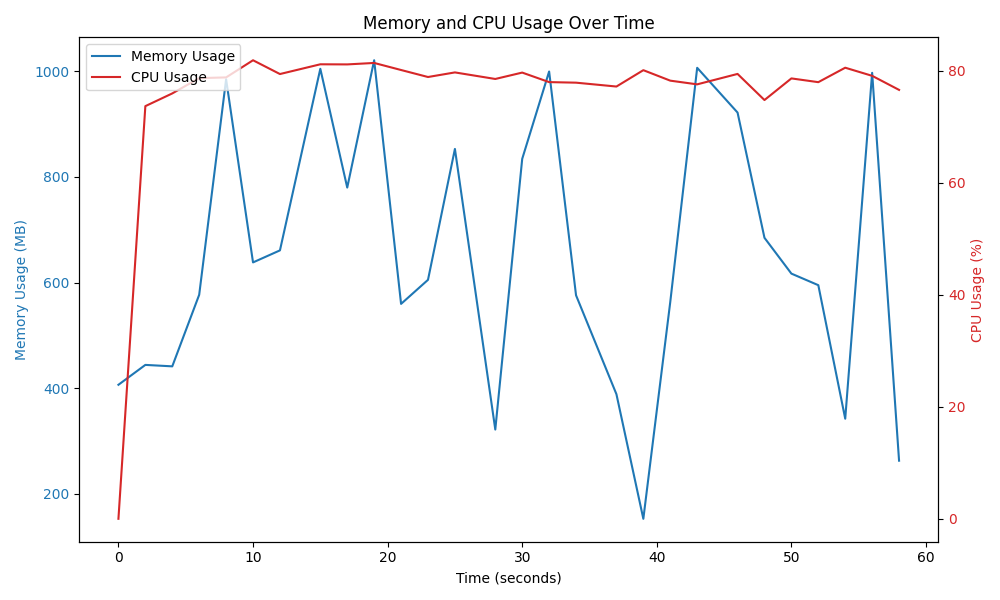 Memory and CPU Usage Over Time
Memory Usage
CPU Usage
1000
800
600
400
200
Memory Usage (MB)
80
60
40
20
0
CPU Usage (%)
0 10 20 30 40 50 60
Time (seconds)